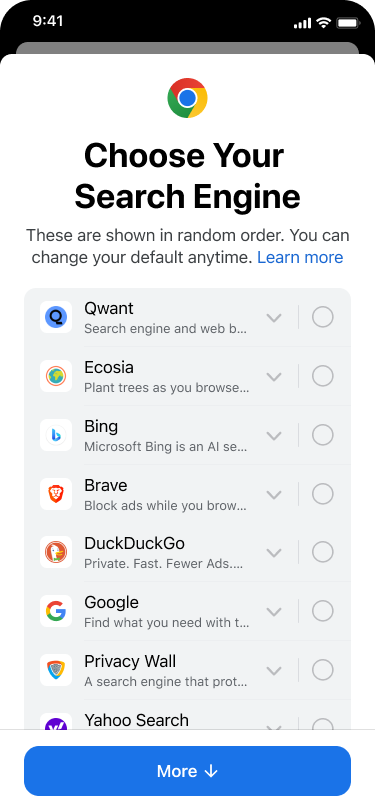 9:41
Choose Your
Search Engine
These are shown in random order. You can
change your default anytime. Learn more
Qwant
Search engine and web b...
Ecosia
Plant trees as you browse...
Bing
Microsoft Bing is an AI se...
Brave
Block ads while you brow...
DuckDuckGo
Private. Fast. Fewer Ads....
Google
Find what you need with t...
Privacy Wall
A search engine that prot...
Yahoo Search
More ↓